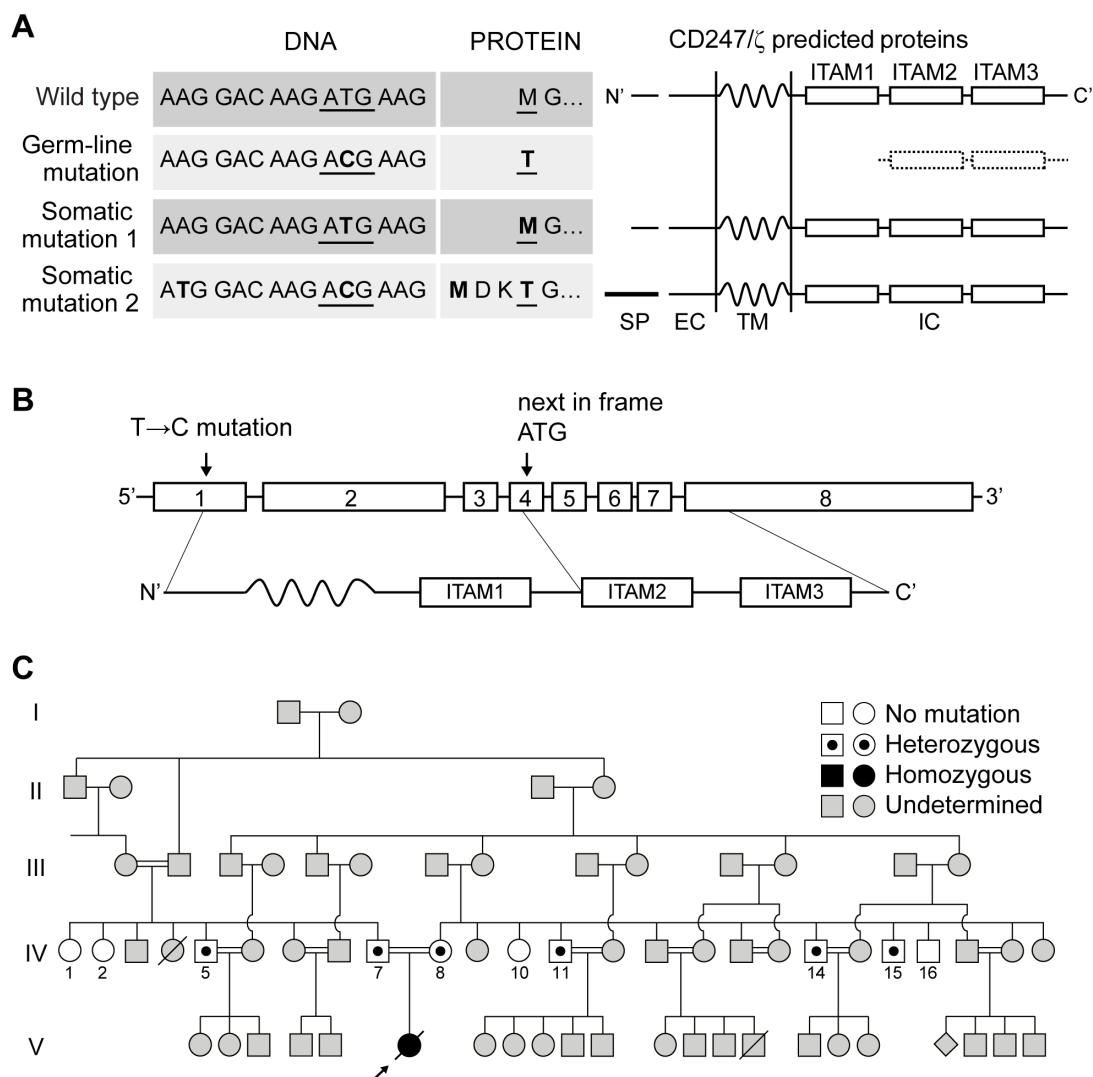 A
DNA PROTEIN CD247/ζ predicted proteins
ITAM1 ITAM2 ITAM3
Wild type AAG GAC AAG ATG AAG M G… N’ C’
Germ-line
mutation AAG GAC AAG ACG AAG T
Somatic
mutation 1 AAG GAC AAG ATG AAG M G…
Somatic
mutation 2 ATG GAC AAG ACG AAG M D K T G…
SP EC TM IC
B
T→C mutation
next in frame
ATG
5’ 1 2 3 4 5 6 7 8 3’
N’ ITAM1 ITAM2 ITAM3 C’
C
I
II
III
IV
V
No mutation
Heterozygous
Homozygous
Undetermined
1 2 5 7 8 10 11 14 15 16